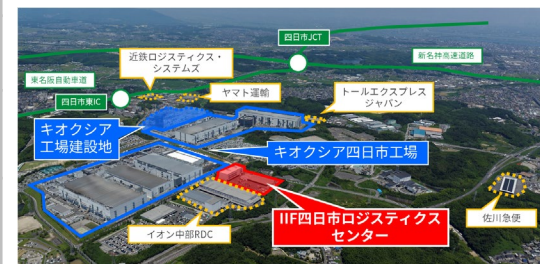 四日市JCT
新名神高速道路
近鉄ロジスティクス・
システムズ
東名阪自動車道
四日市東IC
ヤマト運輸
トールエクスプレス
ジャパン
キオクシア
工場建設地
キオクシア四日市工場
佐川急便
IIF四日市ロジスティクス
センター
イオン中部RDC